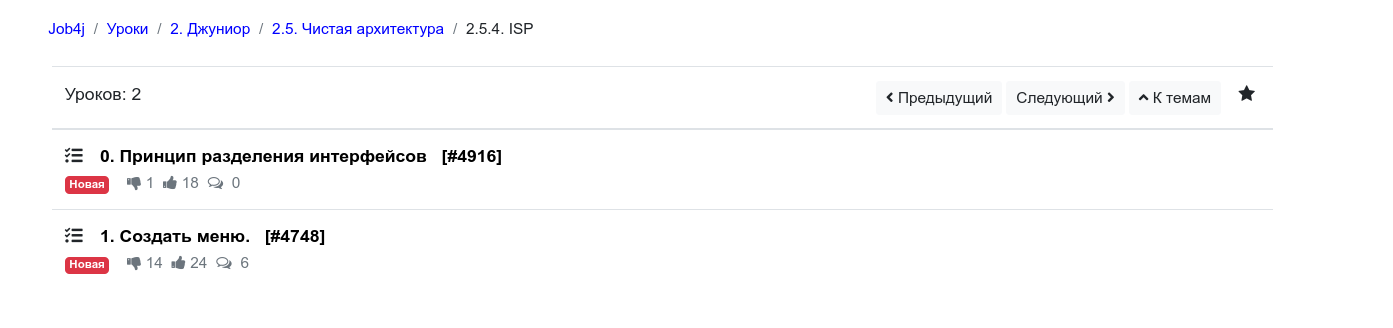 Job4j / Уроки / 2. Джуниор / 2.5. Чистая архитектура / 2.5.4. ISP
Уроков: 2 Предыдущий Следующий К темам
0. Принцип разделения интерфейсов [#4916]
Новая 1 18 0
1. Создать меню. [#4748]
Новая 14 24 6